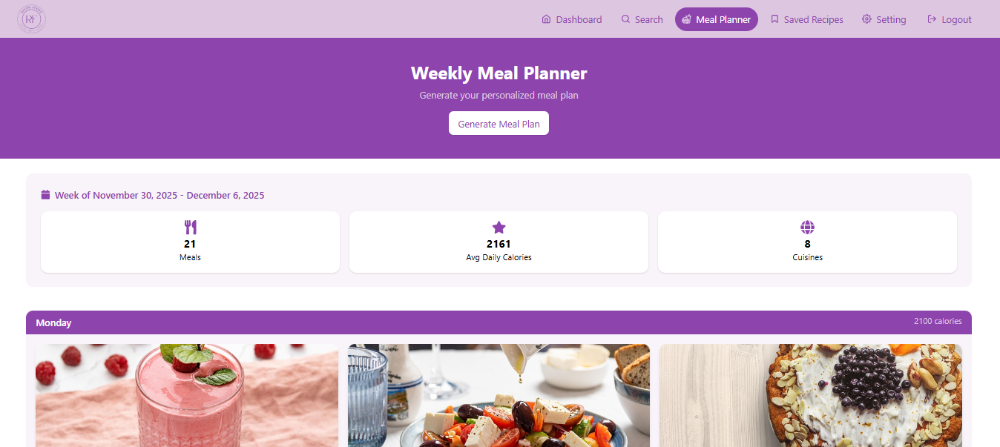 Dashboard
Search
Meal Planner
Saved Recipes
Setting
Logout
Weekly Meal Planner
Generate your personalized meal plan
Generate Meal Plan
Week of November 30, 2025 - December 6, 2025
21
Meals
2161
Avg Daily Calories
8
Cuisines
Monday
2100 calories